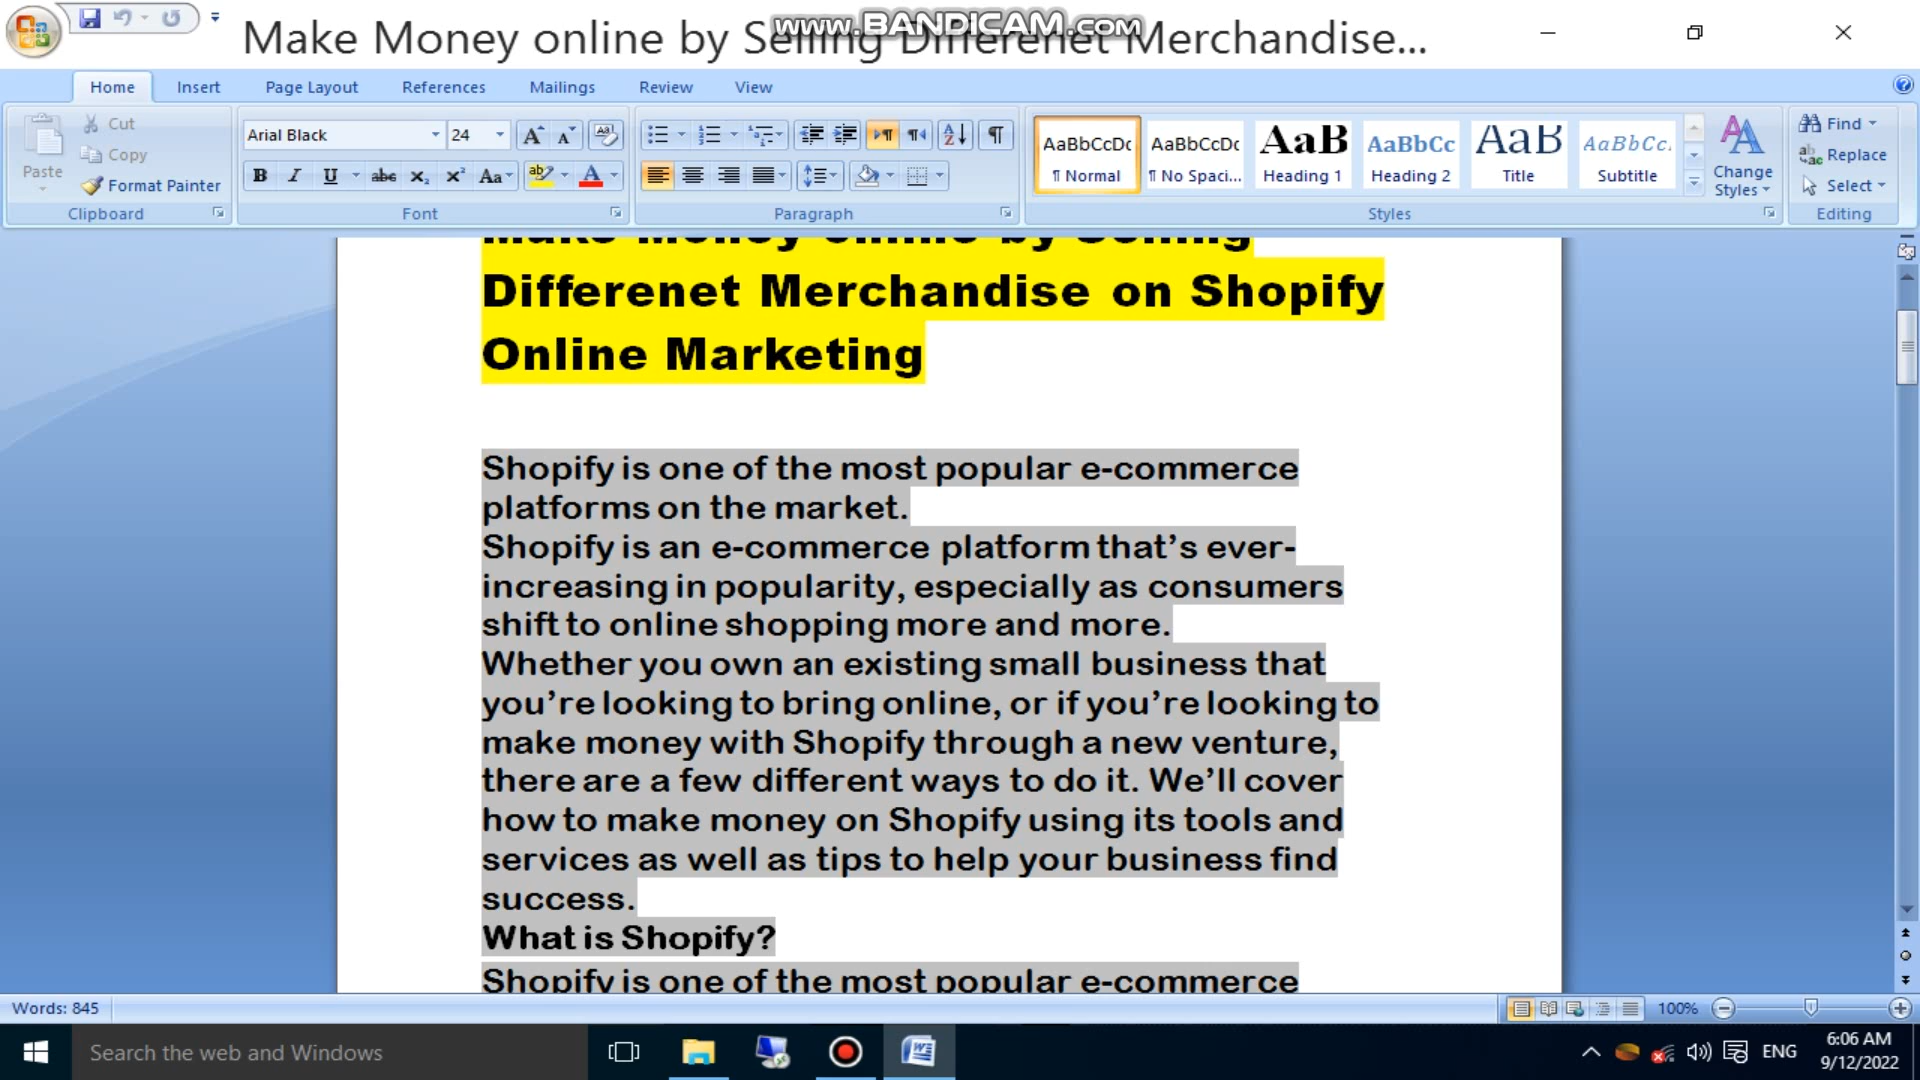 www.BANDICAM.com
Make Money online by Selling Differenet Merchandise...
Home Insert Page Layout References Mailings Review View
Paste
Cut
Copy
Format Painter
Clipboard
Arial Black 24
Font
Paragraph
AaBbCcDc AaBbCcDc AaB AaBbCc AaB AaBbCc.
¶ Normal ¶ No Spaci... Heading 1 Heading 2 Title Subtitle
Styles
Change Styles
Find
Replace
Select
Editing
Make Money online by Selling
Differenet Merchandise on Shopify
Online Marketing
Shopify is one of the most popular e-commerce
platforms on the market.
Shopify is an e-commerce platform that’s ever-
increasing in popularity, especially as consumers
shift to online shopping more and more.
Whether you own an existing small business that
you’re looking to bring online, or if you’re looking to
make money with Shopify through a new venture,
there are a few different ways to do it. We’ll cover
how to make money on Shopify using its tools and
services as well as tips to help your business find
success.
What is Shopify?
Shopify is one of the most popular e-commerce
Words: 845
100%
Search the web and Windows
ENG
6:06 AM
9/12/2022